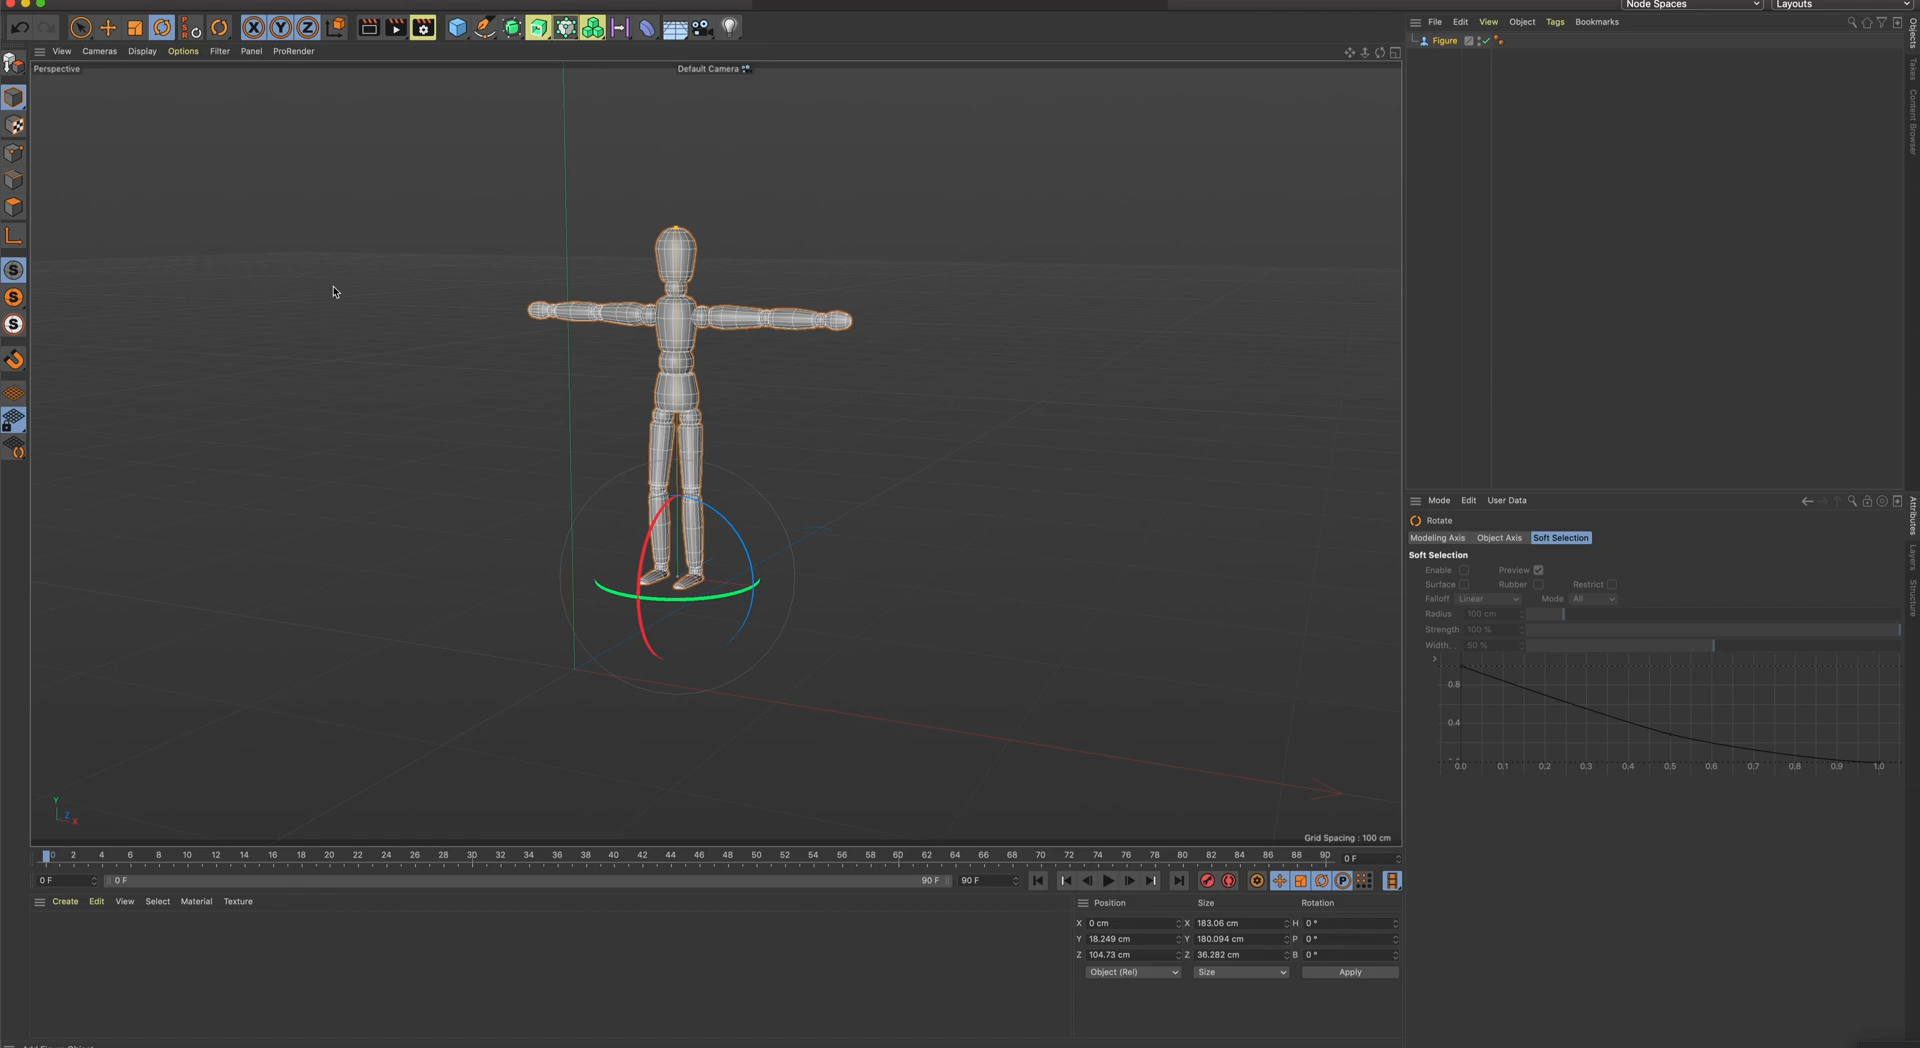 Node Spaces
Layouts
PSR
X Y Z
File Edit View Object Tags Bookmarks
View Cameras Display Options Filter Panel ProRender
Figure
Objects
Takes
Content Browser
Perspective
Default Camera
Mode Edit User Data
Attributes
Layers
Structure
Rotate
Modeling Axis Object Axis Soft Selection
Soft Selection
Enable Preview
Surface Rubber Restrict
Falloff Linear Mode All
Radius 100 cm
Strength 100 %
Width.. 50 %
0.8
0.4
0.0 0.1 0.2 0.3 0.4 0.5 0.6 0.7 0.8 0.9 1.0
S
S
S
Y
Z
X
Grid Spacing : 100 cm
0 2 4 6 8 10 12 14 16 18 20 22 24 26 28 30 32 34 36 38 40 42 44 46 48 50 52 54 56 58 60 62 64 66 68 70 72 74 76 78 80 82 84 86 88 90 0 F
0 F 0 F 90 F 90 F P
Create Edit View Select Material Texture
Position Size Rotation
X 0 cm X 183.06 cm H 0 °
Y 18.249 cm Y 180.094 cm P 0 °
Z 104.73 cm Z 36.282 cm B 0 °
Object (Rel) Size Apply